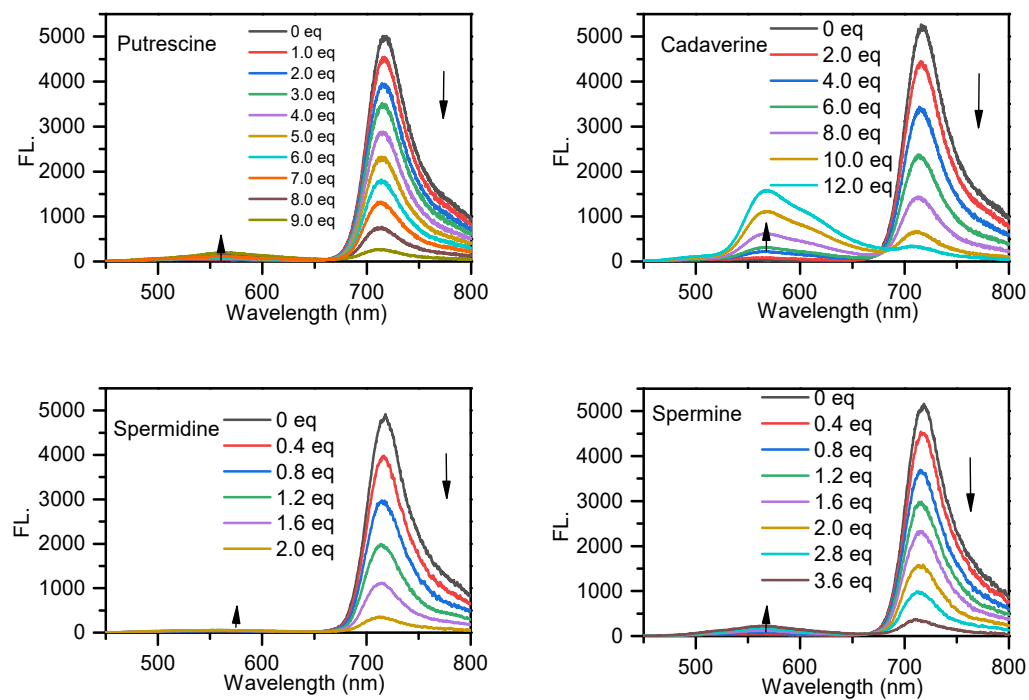 Putrescine
0 eq
1.0 eq
2.0 eq
3.0 eq
4.0 eq
5.0 eq
6.0 eq
7.0 eq
8.0 eq
9.0 eq
5000
4000
3000
2000
1000
0
FL.
500
600
700
800
Wavelength (nm)
Cadaverine
0 eq
2.0 eq
4.0 eq
6.0 eq
8.0 eq
10.0 eq
12.0 eq
5000
4000
3000
2000
1000
0
FL.
500
600
700
800
Wavelength (nm)
Spermidine
0 eq
0.4 eq
0.8 eq
1.2 eq
1.6 eq
2.0 eq
5000
4000
3000
2000
1000
0
FL.
500
600
700
800
Wavelength (nm)
Spermine
0 eq
0.4 eq
0.8 eq
1.2 eq
1.6 eq
2.0 eq
2.8 eq
3.6 eq
5000
4000
3000
2000
1000
0
FL.
500
600
700
800
Wavelength (nm)